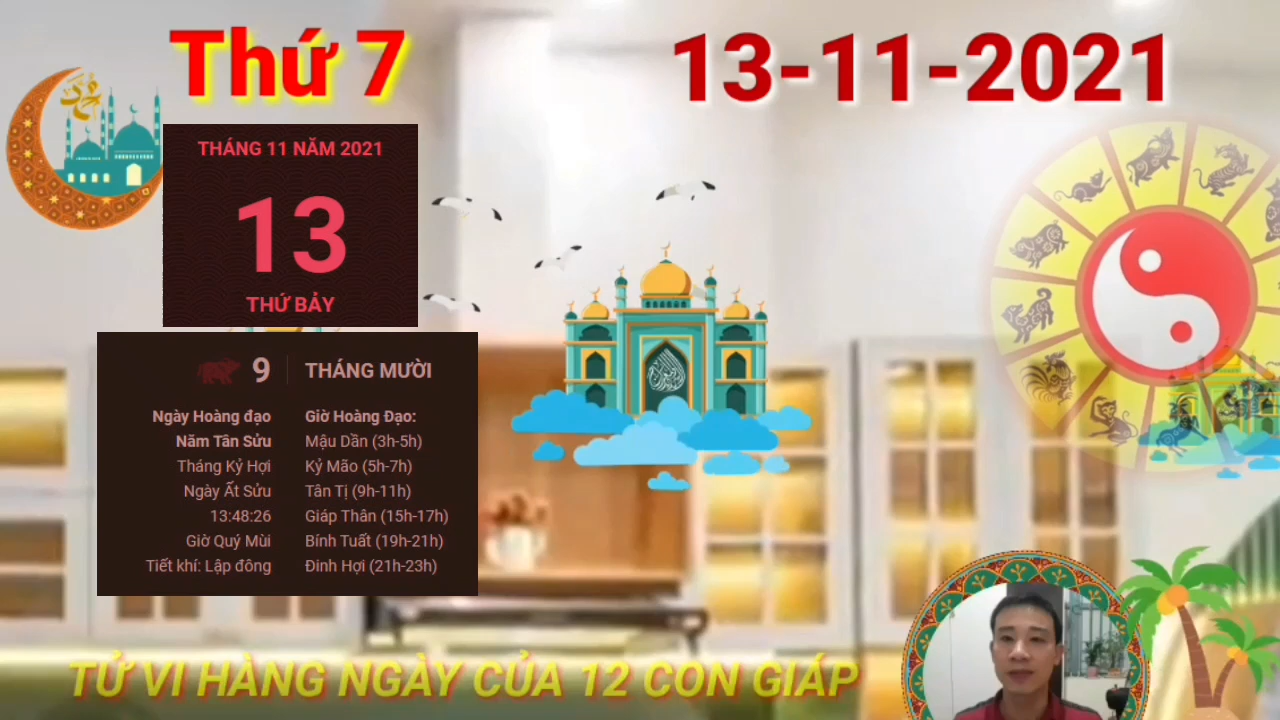 Thứ 7
13-11-2021
THÁNG 11 NĂM 2021
13
THỨ BẢY
9 THÁNG MƯỜI
Ngày Hoàng đạo
Năm Tân Sửu
Tháng Kỷ Hợi
Ngày Ất Sửu
13:48:26
Giờ Quý Mùi
Tiết khí: Lập đông
Giờ Hoàng Đạo:
Mậu Dần (3h-5h)
Kỷ Mão (5h-7h)
Tân Tị (9h-11h)
Giáp Thân (15h-17h)
Bính Tuất (19h-21h)
Đinh Hợi (21h-23h)
TỬ VI HÀNG NGÀY CỦA 12 CON GIÁP